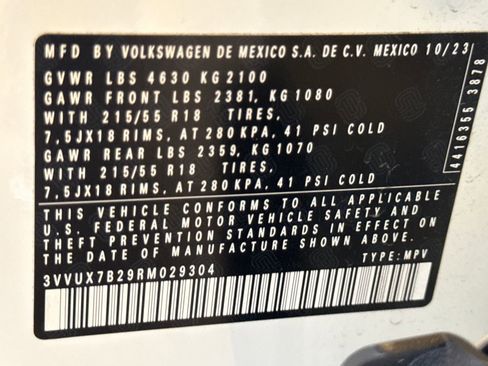 MFD BY VOLKSWAGEN DE MEXICO S.A. DE C.V. MEXICO 10/23
GVWR LBS 4630 KG 2100
GAWR FRONT LBS 2381, KG 1080
WITH 215/55 R18 TIRES,
7,5JX18 RIMS, AT 280 KPA, 41 PSI COLD
GAWR REAR LBS 2359, KG 1070
WITH 215/55 R18 TIRES,
7,5JX18 RIMS, AT 280 KPA, 41 PSI COLD
THIS VEHICLE CONFORMS TO ALL APPLICABLE
U.S. FEDERAL MOTOR VEHICLE SAFETY AND
THEFT PREVENTION STANDARDS IN EFFECT ON
THE DATE OF MANUFACTURE SHOWN ABOVE.
3VVUX7B29RM029304 TYPE: MPV
4416355 3878